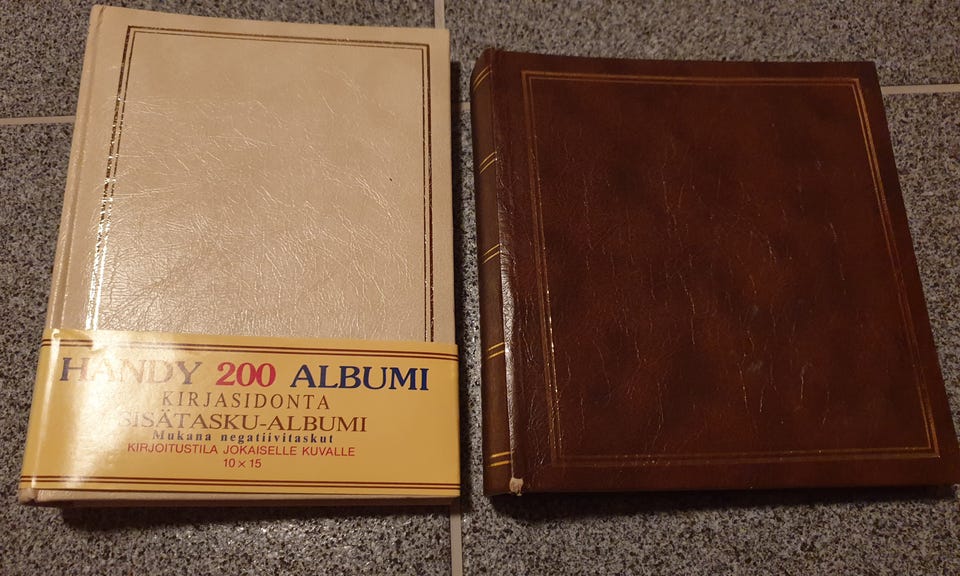 HANDY 200 ALBUMI
KIRJASIDONTA
SISÄTASKU-ALBUMI
Mukana negatiivitaskut
KIRJOITUSTILA JOKAISELLE KUVALLE
10 x 15